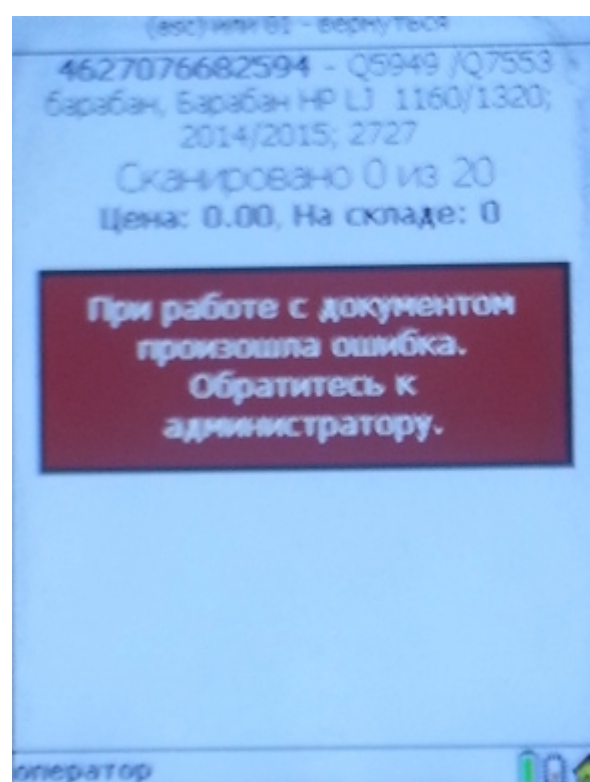 (esc) или 01 - вернуться
4627076682594 - Q5949 /Q7553
барабан, Барабан HP LJ 1160/1320;
2014/2015; 2727
Сканировано 0 из 20
Цена: 0.00, На складе: 0
При работе с документом
произошла ошибка.
Обратитесь к
администратору.
оператор